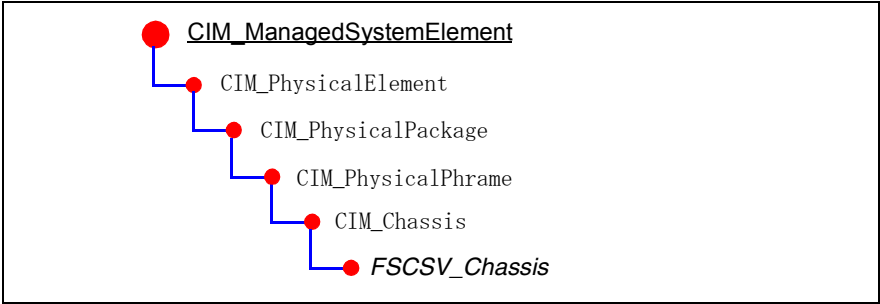 CIM_ManagedSystemElement
CIM_PhysicalElement
CIM_PhysicalPackage
CIM_PhysicalPhrame
CIM_Chassis
FSCSV_Chassis